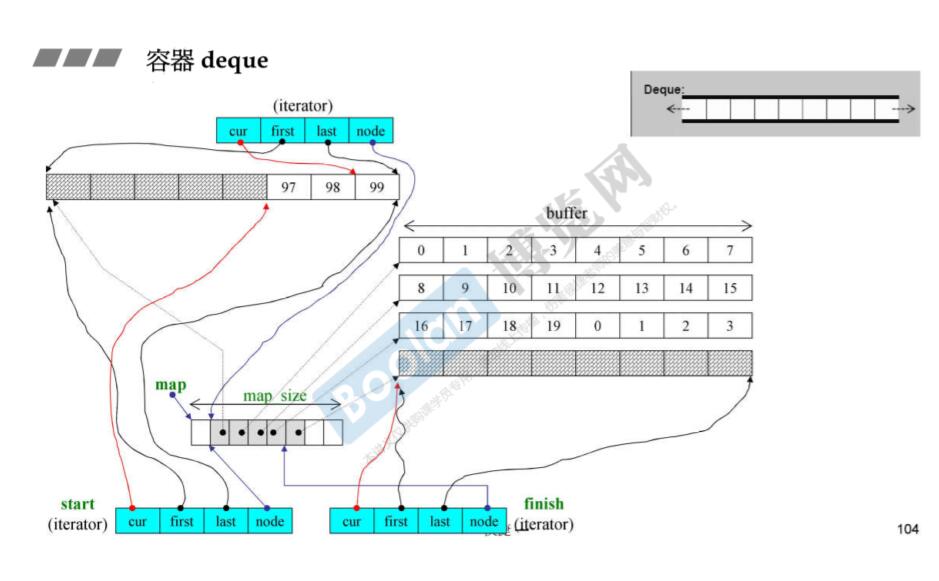 容器 deque
Deque:
(iterator)
cur first last node
97 98 99
buffer
0 1 2 3 4 5 6 7
8 9 10 11 12 13 14 15
16 17 18 19 0 1 2 3
博览网
Boolan
map
map size
start
(iterator)
cur first last node
cur first last node
finish
(iterator)
104